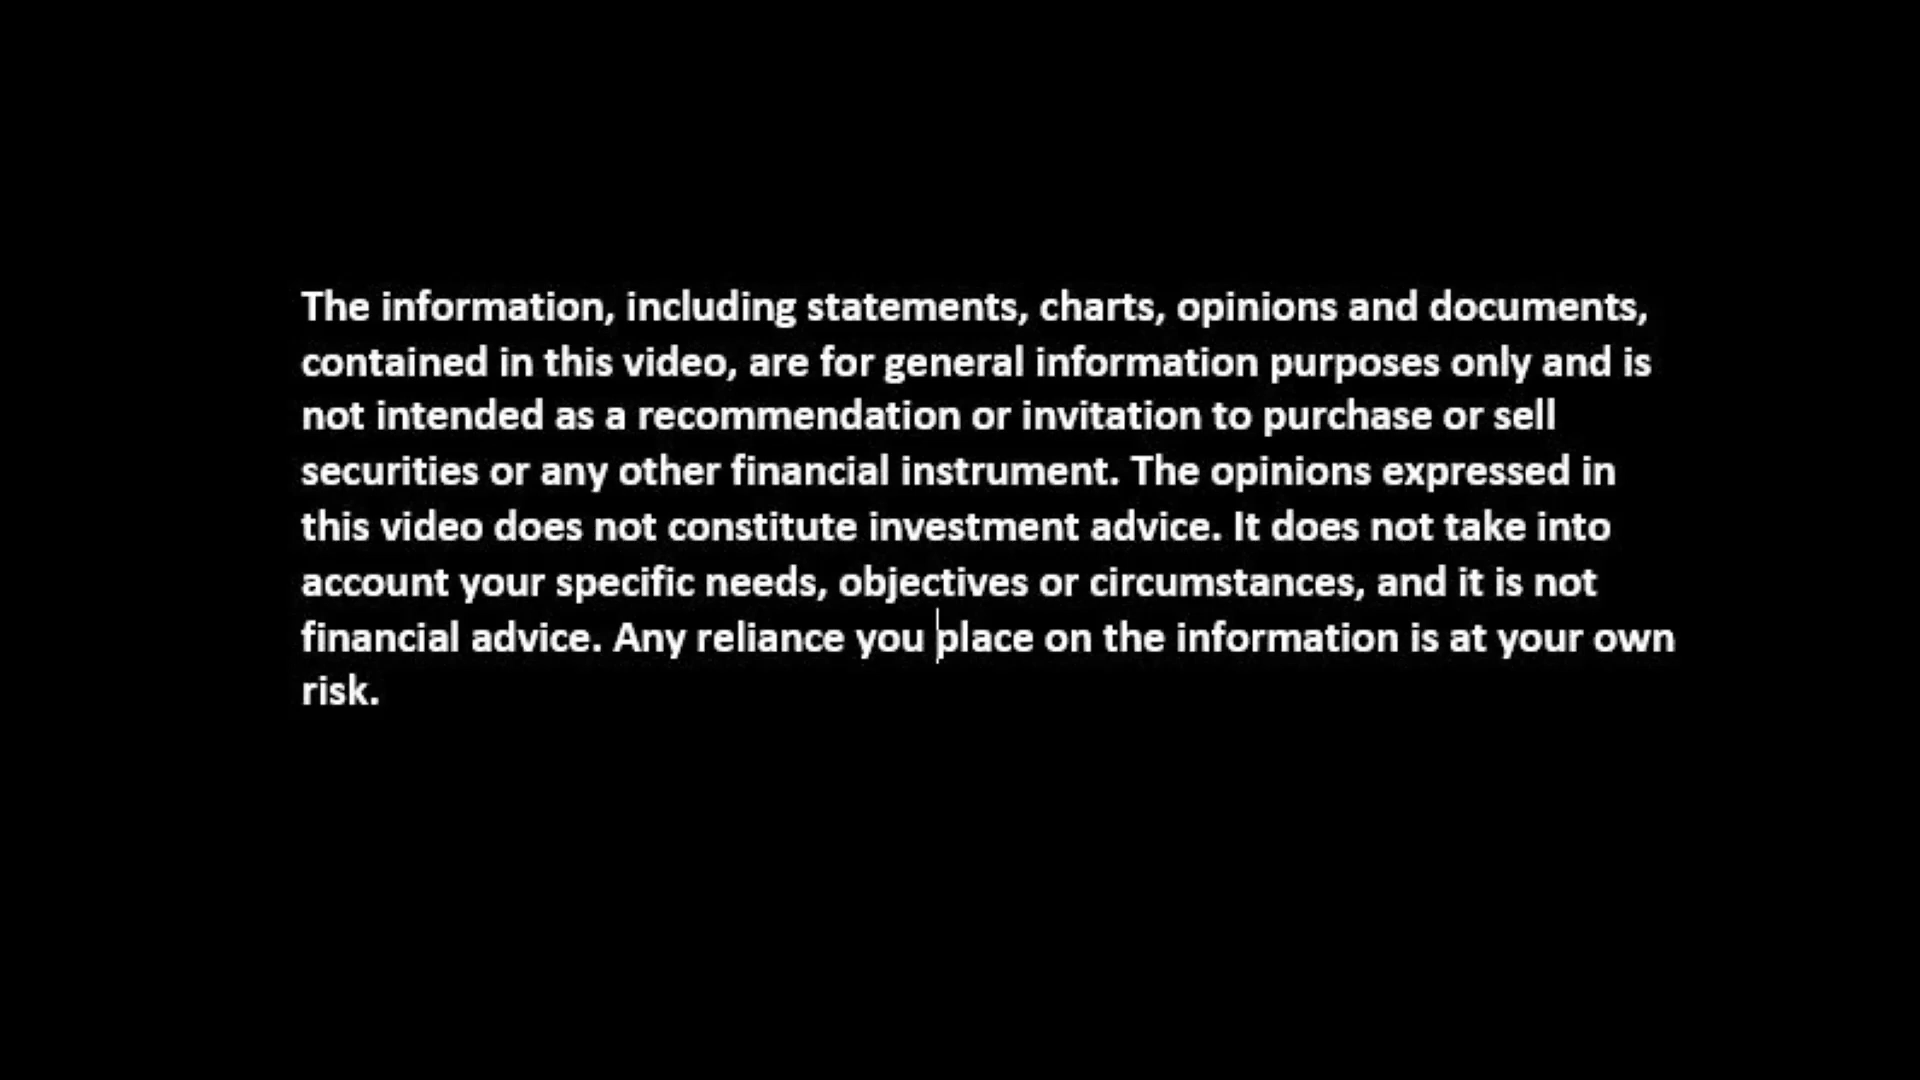 The information, including statements, charts, opinions and documents,
contained in this video, are for general information purposes only and is
not intended as a recommendation or invitation to purchase or sell
securities or any other financial instrument. The opinions expressed in
this video does not constitute investment advice. It does not take into
account your specific needs, objectives or circumstances, and it is not
financial advice. Any reliance you place on the information is at your own
risk.